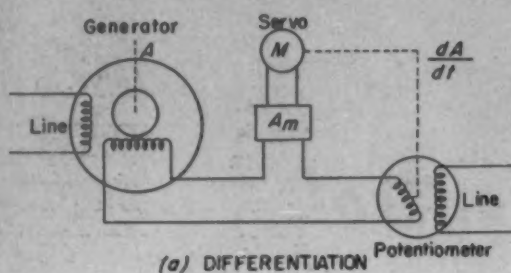 Generator
A
Servo
M
dA
dt
Line
Am
Line
Potentiometer
(a) DIFFERENTIATION